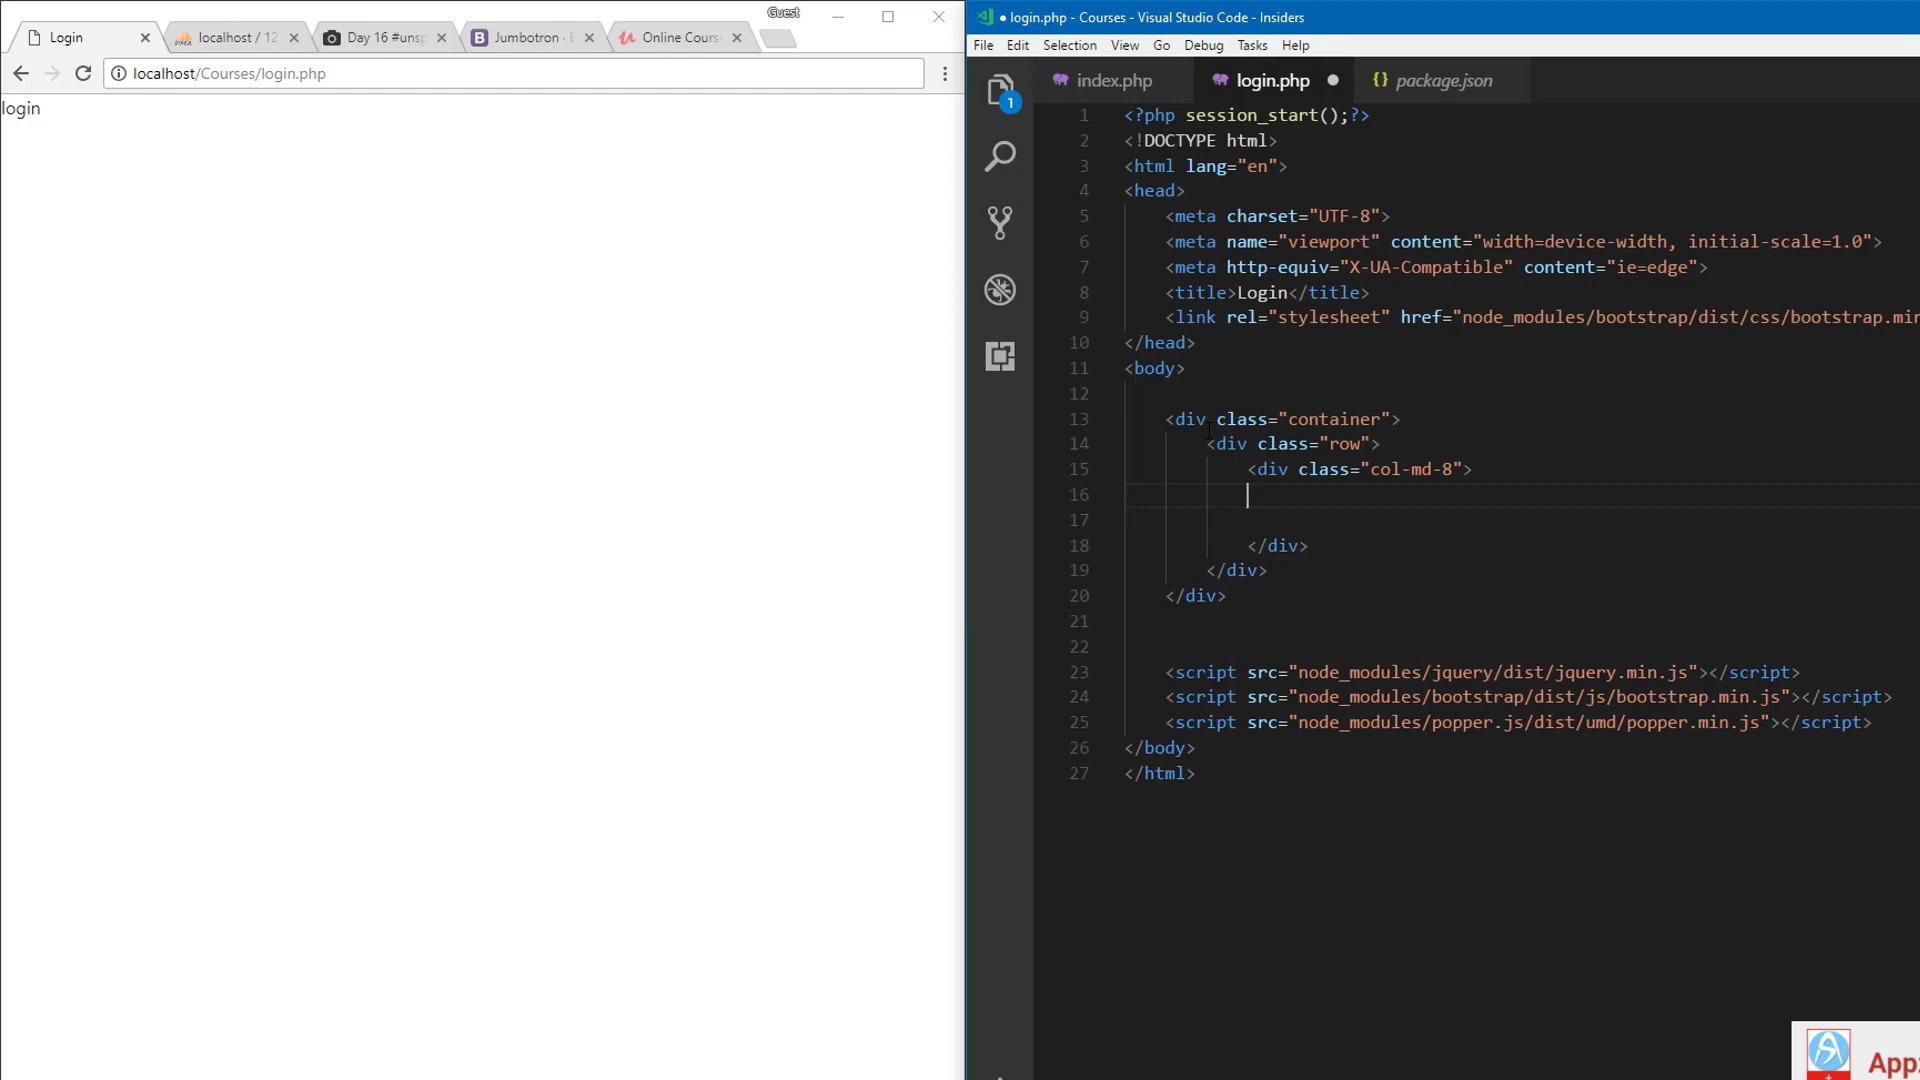 Guest
Login
localhost / 12
Day 16 #unsp
Jumbotron · B
Online Cours
localhost/Courses/login.php
login
login.php - Courses - Visual Studio Code - Insiders
File Edit Selection View Go Debug Tasks Help
index.php
login.php
{} package.json
1
1 <?php session_start();?>
2 <!DOCTYPE html>
3 <html lang="en">
4 <head>
5 <meta charset="UTF-8">
6 <meta name="viewport" content="width=device-width, initial-scale=1.0">
7 <meta http-equiv="X-UA-Compatible" content="ie=edge">
8 <title>Login</title>
9 <link rel="stylesheet" href="node_modules/bootstrap/dist/css/bootstrap.min
10 </head>
11 <body>
12
13 <div class="container">
14 <div class="row">
15 <div class="col-md-8">
16
17
18 </div>
19 </div>
20 </div>
21
22
23 <script src="node_modules/jquery/dist/jquery.min.js"></script>
24 <script src="node_modules/bootstrap/dist/js/bootstrap.min.js"></script>
25 <script src="node_modules/popper.js/dist/umd/popper.min.js"></script>
26 </body>
27 </html>
App